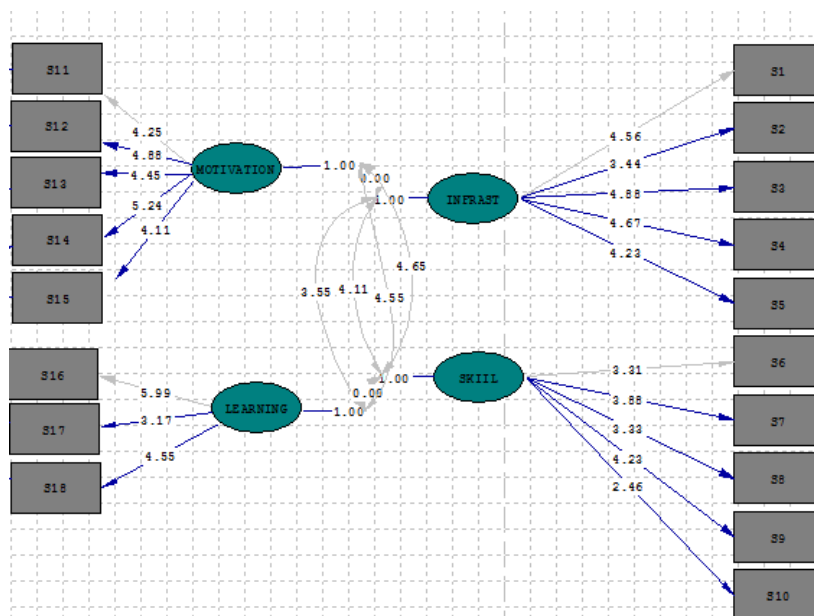 S11
S12
S13
S14
S15
S16
S17
S18
4.25
4.88
4.45
5.24
4.11
MOTIVATION
1.00
0.00
1.00
INFRAST
4.56
3.44
4.88
4.67
4.23
S1
S2
S3
S4
S5
3.55
4.11
4.55
4.65
5.99
3.17
4.55
LEARNING
1.00
0.00
1.00
SKIIL
3.31
3.88
3.33
4.23
2.46
S6
S7
S8
S9
S10